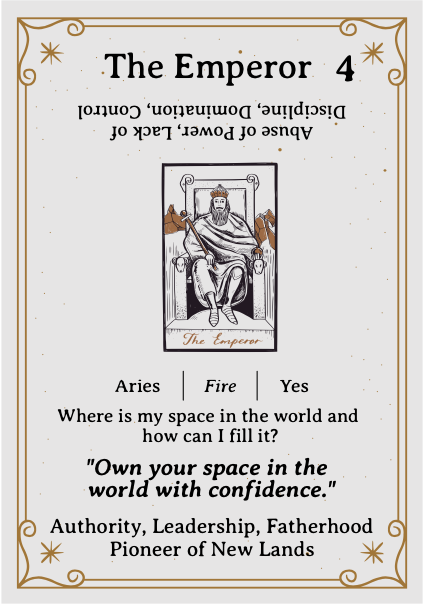 The Emperor 4
Abuse of Power, Lack of
Discipline, Domination, Control
The Emperor
Aries | Fire | Yes
Where is my space in the world and
how can I fill it?
"Own your space in the
world with confidence."
Authority, Leadership, Fatherhood
Pioneer of New Lands